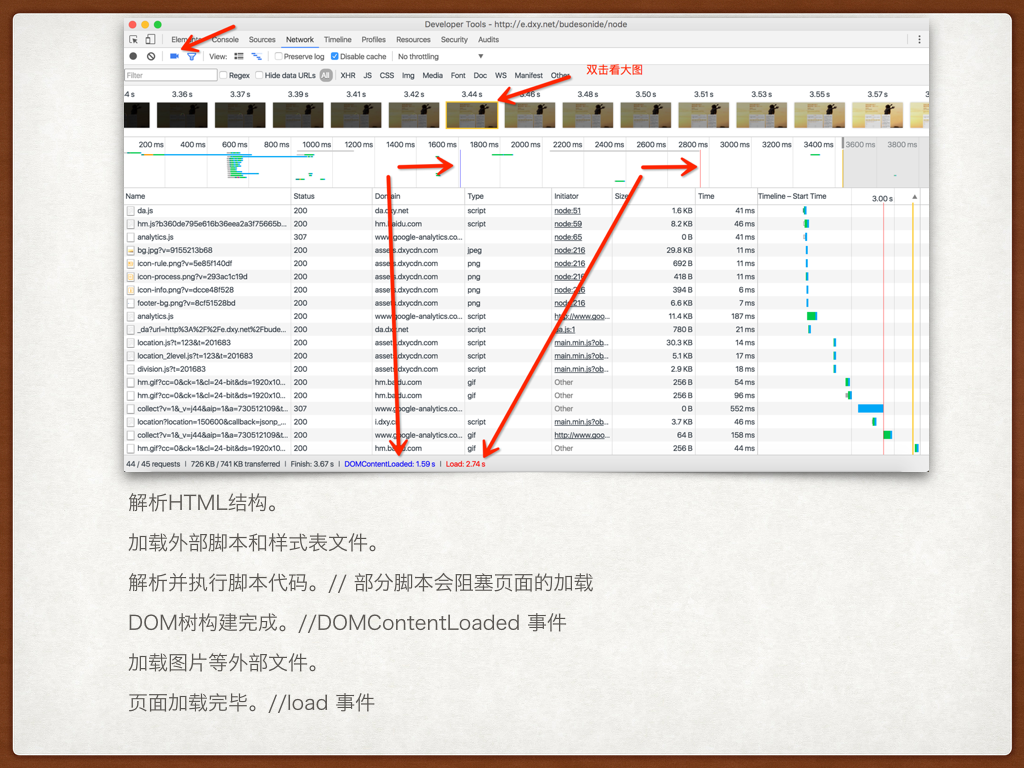 Developer Tools - http://e.dxy.net/budesonide/node
Elements Console Sources Network Timeline Profiles Resources Security Audits
View: Preserve log Disable cache No throttling
Filter Regex Hide data URLs All XHR JS CSS Img Media Font Doc WS Manifest Other
双击看大图
4 s 3.36 s 3.37 s 3.39 s 3.41 s 3.42 s 3.44 s 3.46 s 3.48 s 3.50 s 3.51 s 3.53 s 3.55 s 3.57 s
200 ms 400 ms 600 ms 800 ms 1000 ms 1200 ms 1400 ms 1600 ms 1800 ms 2000 ms 2200 ms 2400 ms 2600 ms 2800 ms 3000 ms 3200 ms 3400 ms 3600 ms 3800 ms
Name Status Domain Type Initiator Size Time Timeline – Start Time 3.00 s
da.js 200 da.dxy.net script node:51 1.6 KB 41 ms
hm.js?b360de795e616b36eea2a3f75665b... 200 hm.baidu.com script node:59 8.2 KB 46 ms
analytics.js 307 www.google-analytics.co... node:65 0 B 41 ms
bg.jpg?v=9155213b68 200 assets.dxycdn.com jpeg node:216 29.8 KB 11 ms
icon-rule.png?v=5e85f140df 200 assets.dxycdn.com png node:216 692 B 11 ms
icon-process.png?v=293ac1c19d 200 assets.dxycdn.com png node:216 418 B 11 ms
icon-info.png?v=dcce48f528 200 assets.dxycdn.com png node:216 394 B 6 ms
footer-bg.png?v=8cf51528bd 200 assets.dxycdn.com png node:216 6.6 KB 7 ms
analytics.js 200 www.google-analytics.co... script http://www.goo... 11.4 KB 187 ms
_da?url=http%3A%2F%2Fe.dxy.net%2Fbude... 200 da.dxy.net script da.js:1 780 B 21 ms
location.js?t=123&t=201683 200 assets.dxycdn.com script main.min.js?ob... 30.3 KB 14 ms
location_2level.js?t=123&t=201683 200 assets.dxycdn.com script main.min.js?ob... 5.1 KB 17 ms
division.js?t=201683 200 assets.dxycdn.com script main.min.js?ob... 2.9 KB 18 ms
hm.gif?cc=0&ck=1&cl=24-bit&ds=1920x10... 200 hm.baidu.com gif Other 256 B 54 ms
hm.gif?cc=0&ck=1&cl=24-bit&ds=1920x10... 200 hm.baidu.com gif Other 256 B 96 ms
collect?v=1&_v=j44&aip=1&a=730512109&t... 307 www.google-analytics.co... Other 0 B 552 ms
location?location=150600&callback=jsonp_... 200 i.dxy.cn script main.min.js?ob... 3.7 KB 46 ms
collect?v=1&_v=j44&aip=1&a=730512109&t... 200 www.google-analytics.co... gif http://www.goo... 64 B 158 ms
hm.gif?cc=0&ck=1&cl=24-bit&ds=1920x10... 200 hm.baidu.com gif Other 256 B 44 ms
44 / 45 requests | 726 KB / 741 KB transferred | Finish: 3.67 s | DOMContentLoaded: 1.59 s | Load: 2.74 s
解析HTML结构。
加载外部脚本和样式表文件。
解析并执行脚本代码。// 部分脚本会阻塞页面的加载
DOM树构建完成。//DOMContentLoaded 事件
加载图片等外部文件。
页面加载完毕。//load 事件